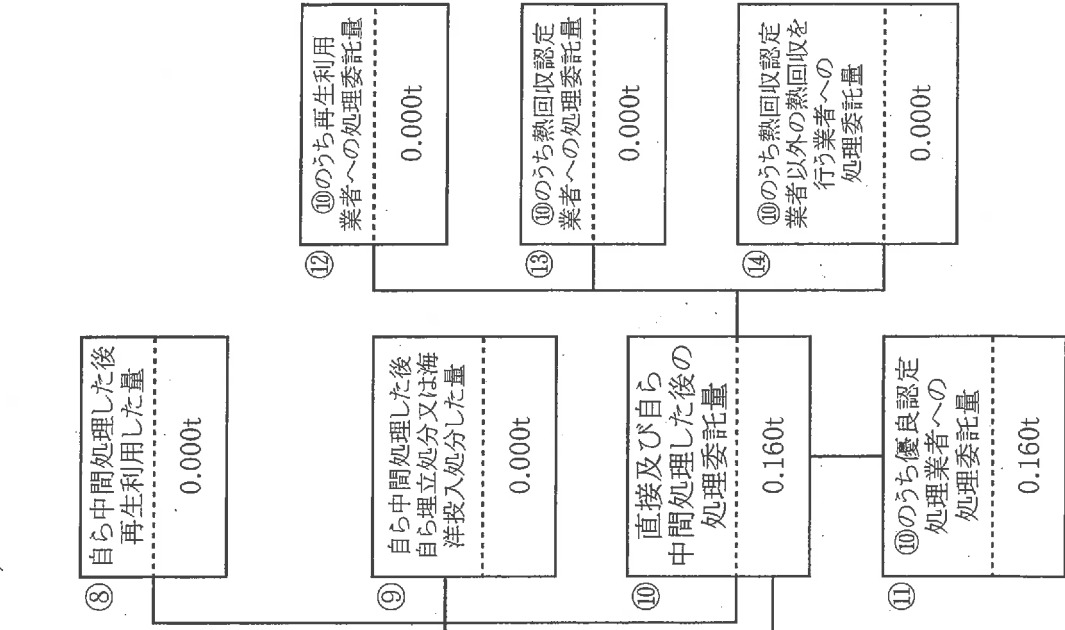 ⑧
自ら中間処理した後
再生利用した量
0.000t
⑨
自ら中間処理した後
自ら埋立処分又は海
洋投入処分した量
0.000t
⑩
直接及び自ら
中間処理した後の
処理委託量
0.160t
⑪
⑩のうち優良認定
処理業者への
処理委託量
0.160t
⑫
⑩のうち再生利用
業者への処理委託量
0.000t
⑬
⑩のうち熱回収認定
業者への処理委託量
0.000t
⑭
⑩のうち熱回収認定
業者以外の熱回収を
行う業者への
処理委託量
0.000t